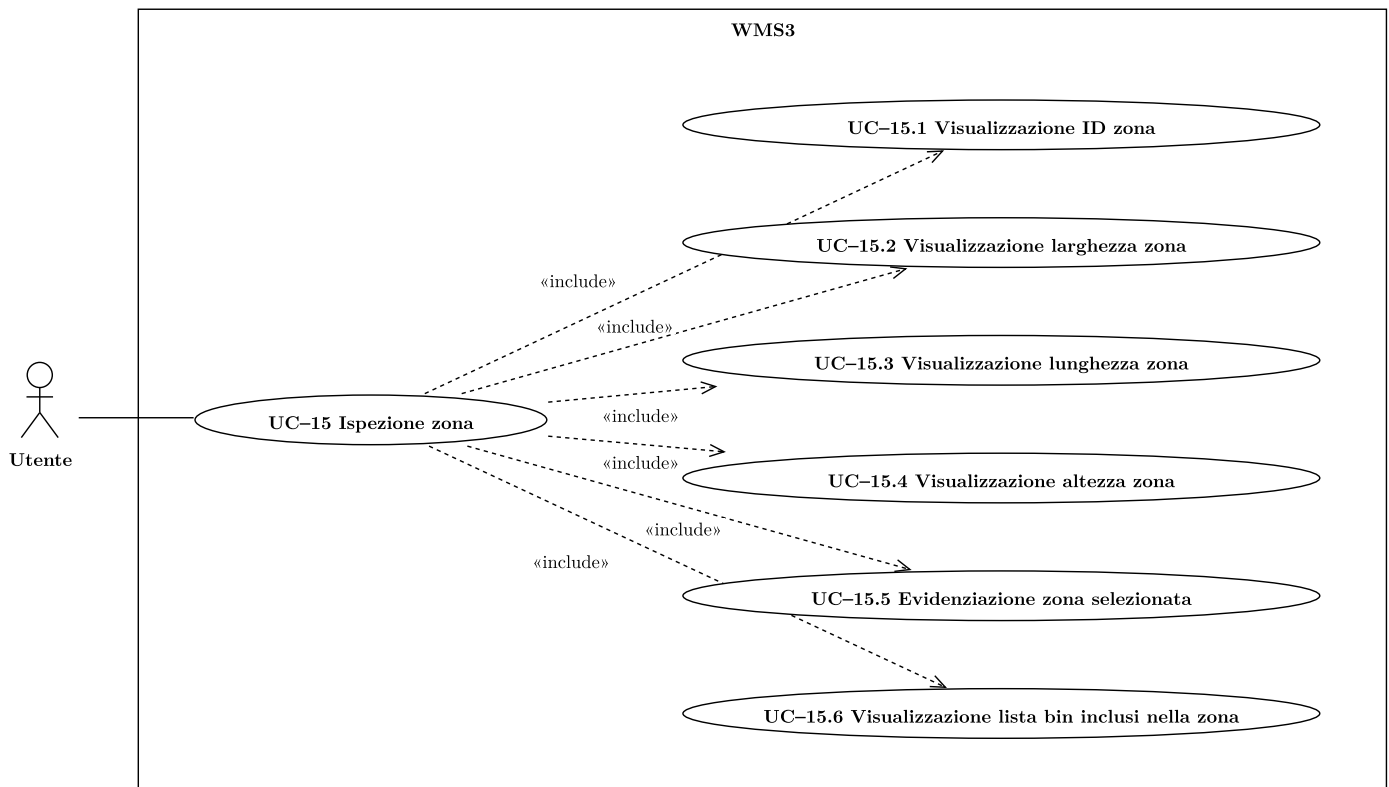 WMS3
UC–15.1 Visualizzazione ID zona
UC–15.2 Visualizzazione larghezza zona
«include»
«include»
UC–15.3 Visualizzazione lunghezza zona
«include»
UC–15 Ispezione zona
Utente
«include»
UC–15.4 Visualizzazione altezza zona
«include»
«include»
UC–15.5 Evidenziazione zona selezionata
UC–15.6 Visualizzazione lista bin inclusi nella zona